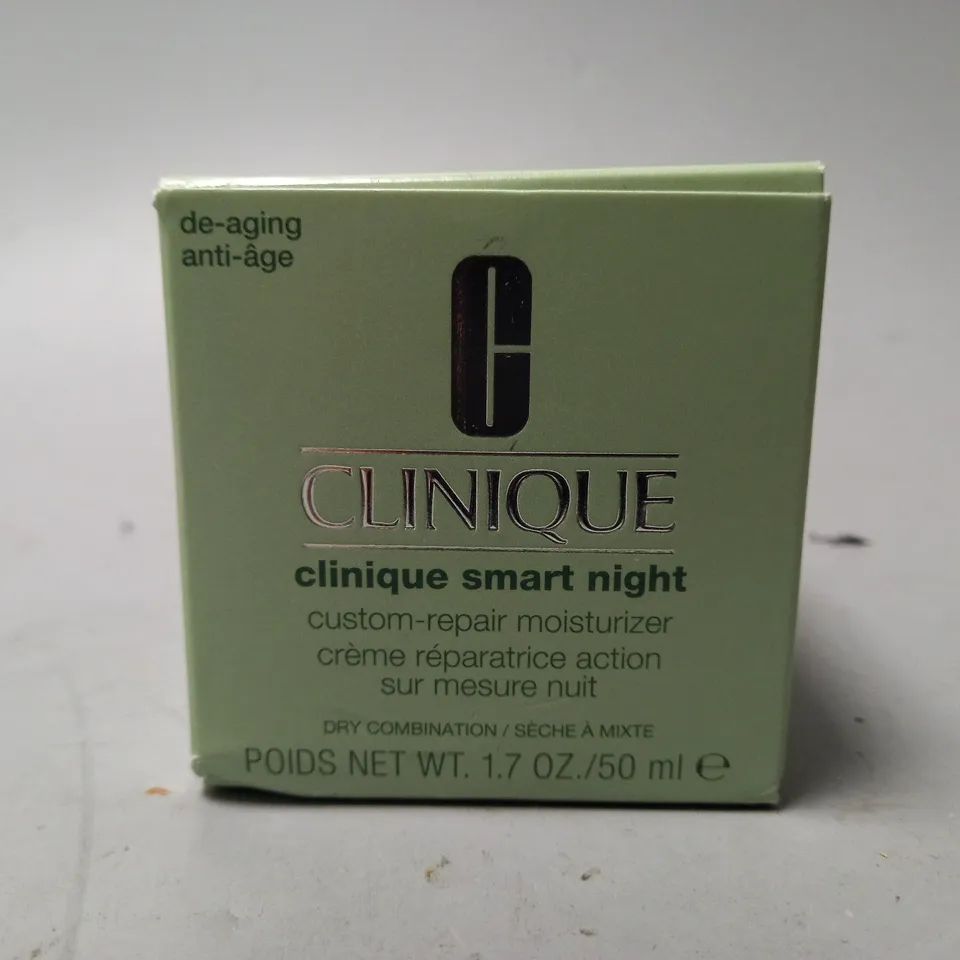 de-aging
anti-âge
C
CLINIQUE
clinique smart night
custom-repair moisturizer
crème réparatrice action
sur mesure nuit
DRY COMBINATION / SÈCHE À MIXTE
POIDS NET WT. 1.7 OZ./50 ml ℮